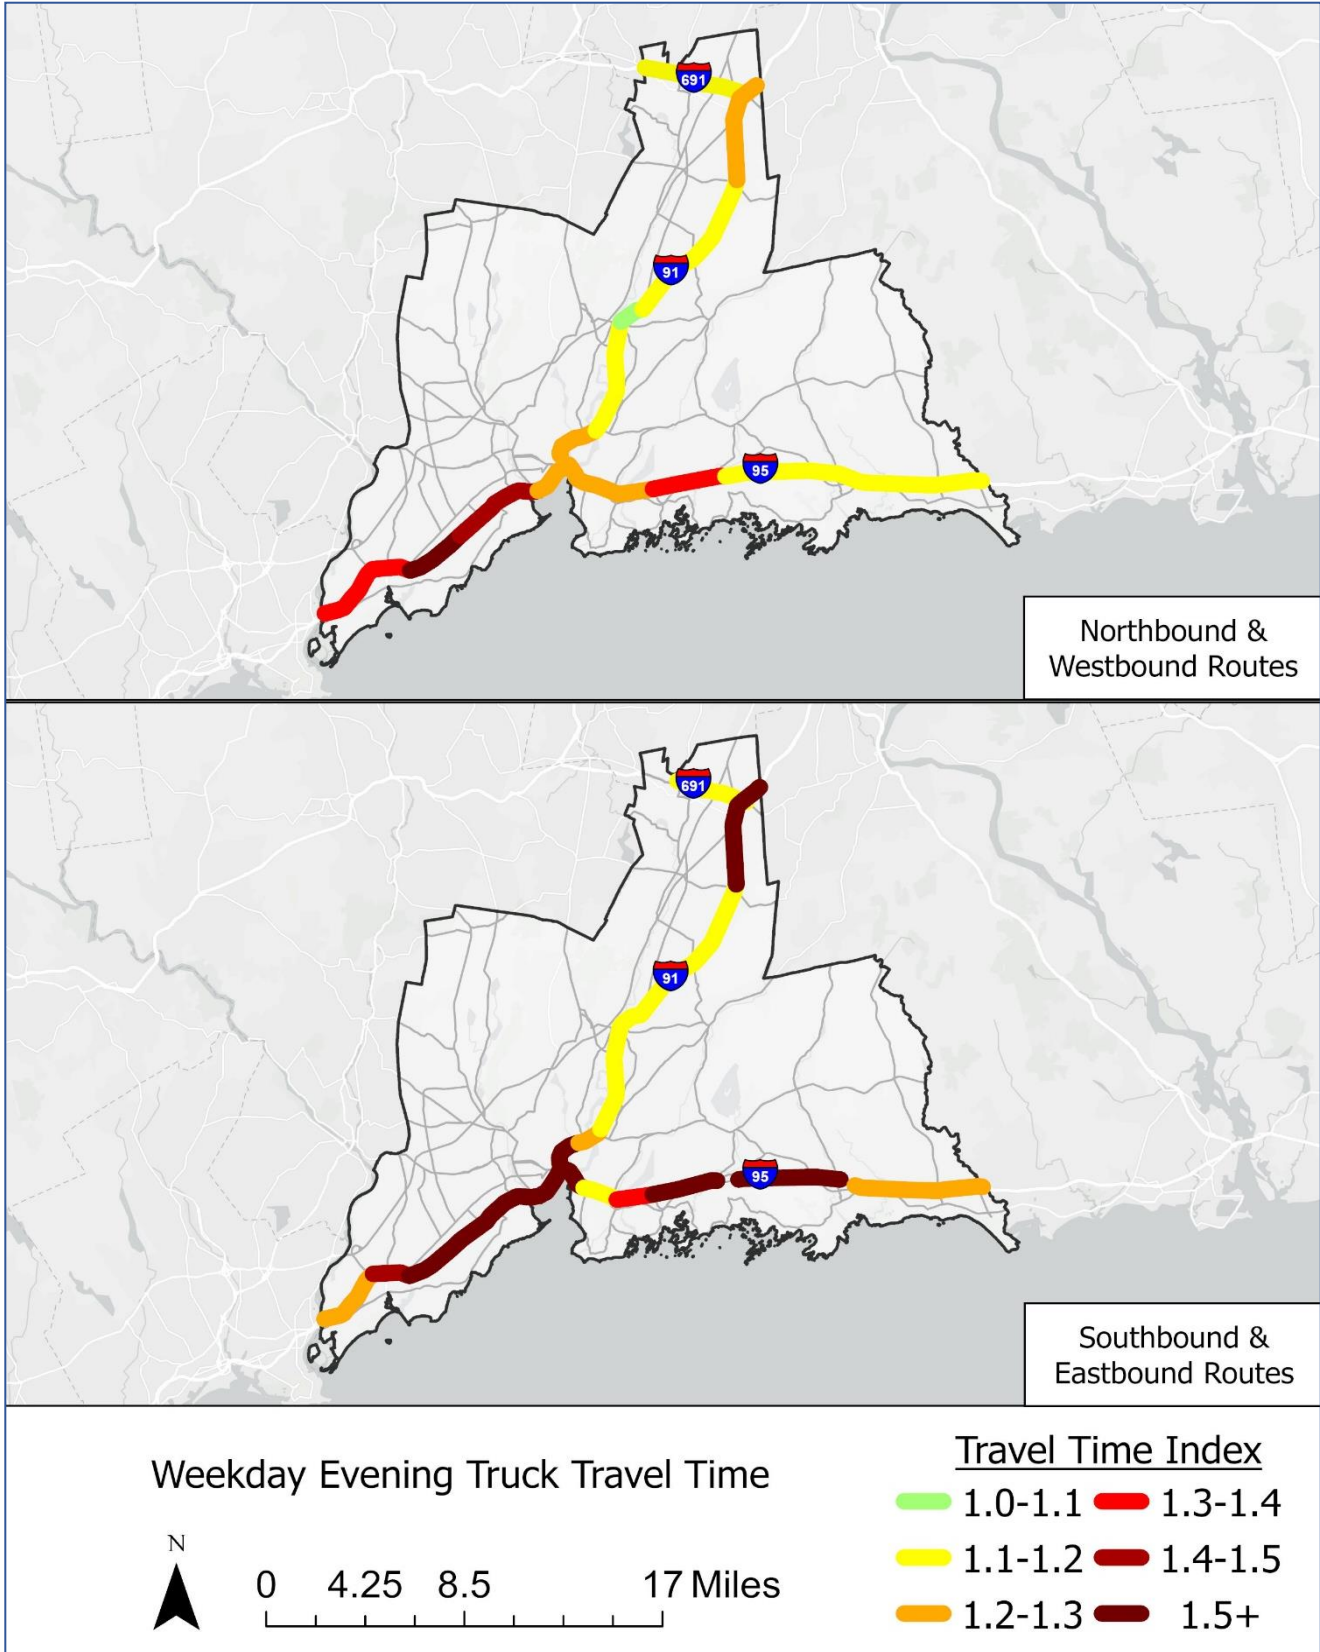 691
91
95
Northbound &
Westbound Routes
691
91
95
Southbound &
Eastbound Routes
Weekday Evening Truck Travel Time
N
0 4.25 8.5 17 Miles
Travel Time Index
1.0-1.1 1.3-1.4
1.1-1.2 1.4-1.5
1.2-1.3 1.5+